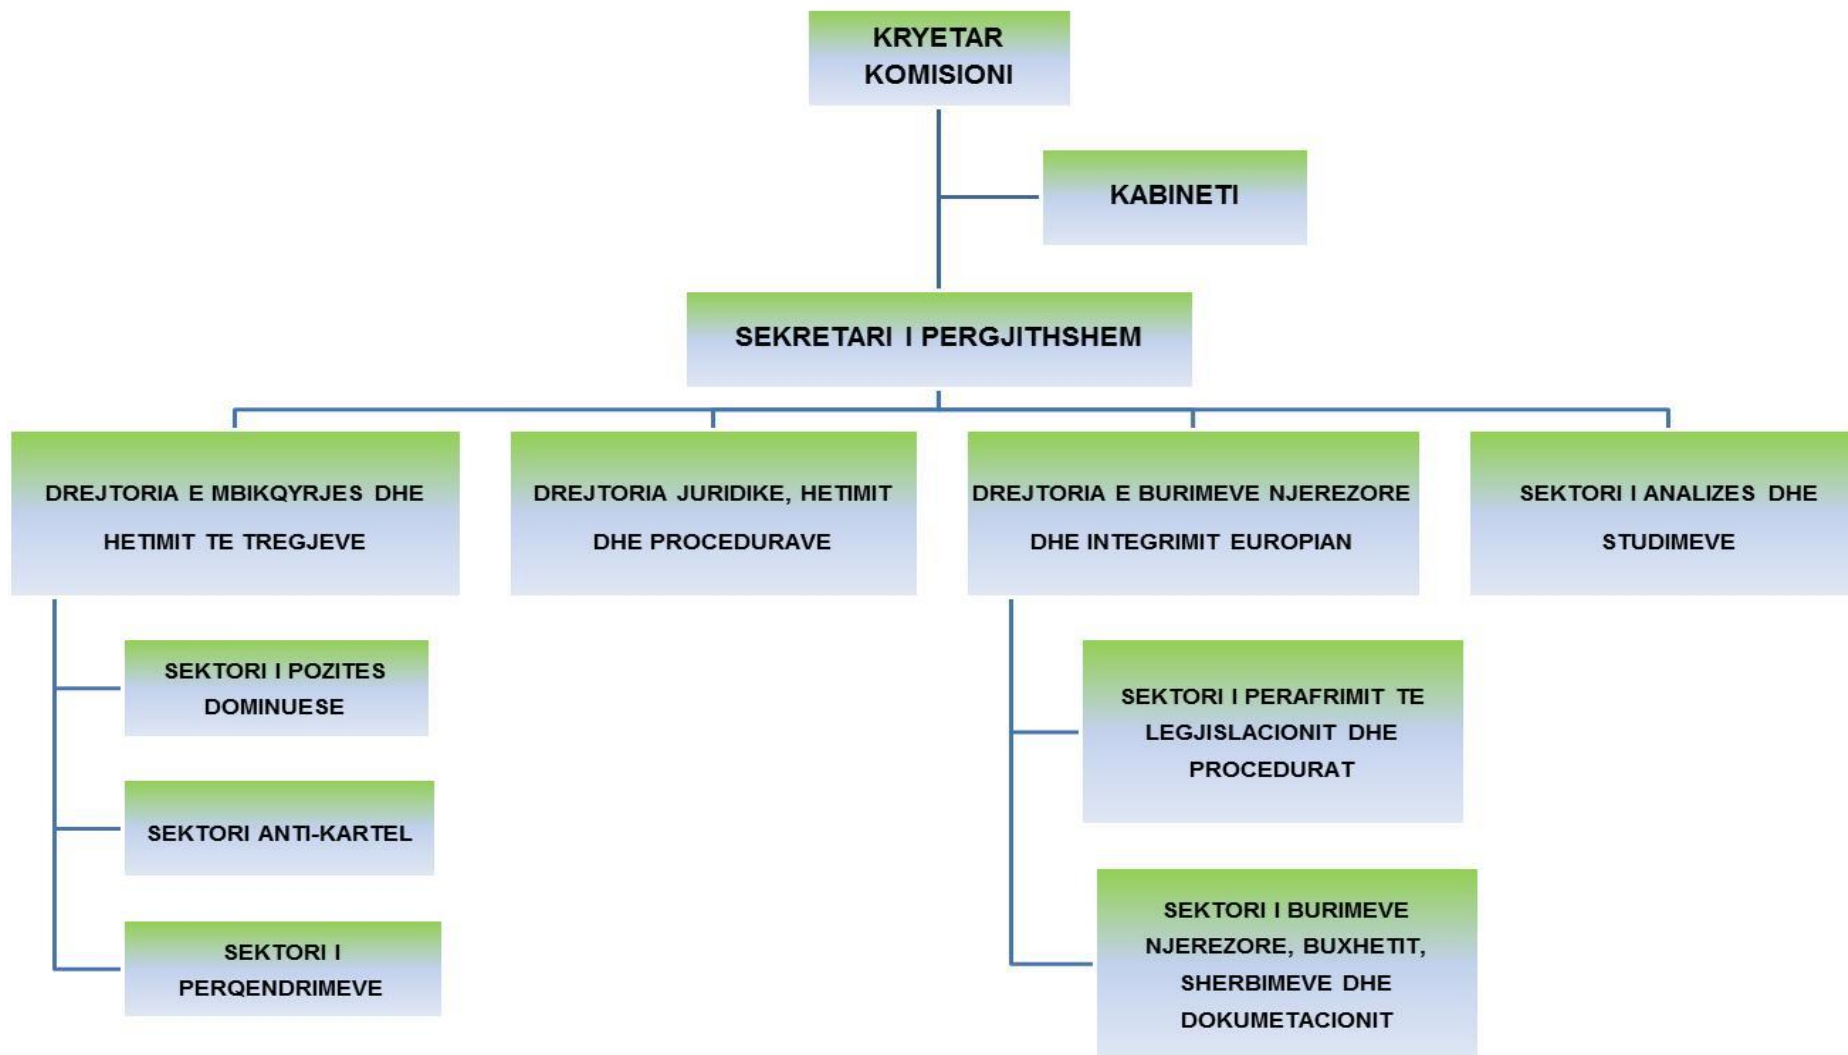 KRYETAR
KOMISIONI
KABINETI
SEKRETARI I PERGJITHSHEM
DREJTORIA E MBIKQYRJES DHE
HETIMIT TE TREGJEVE
DREJTORIA JURIDIKE, HETIMIT
DHE PROCEDURAVE
DREJTORIA E BURIMEVE NJEREZORE
DHE INTEGRIMIT EUROPIAN
SEKTORI I ANALIZES DHE
STUDIMEVE
SEKTORI I POZITES
DOMINUESE
SEKTORI ANTI-KARTEL
SEKTORI I
PERQENDRIMEVE
SEKTORI I PERAFRIMIT TE
LEGJISLACIONIT DHE
PROCEDURAT
SEKTORI I BURIMEVE
NJEREZORE, BUXHETIT,
SHERBIMEVE DHE
DOKUMETACIONIT